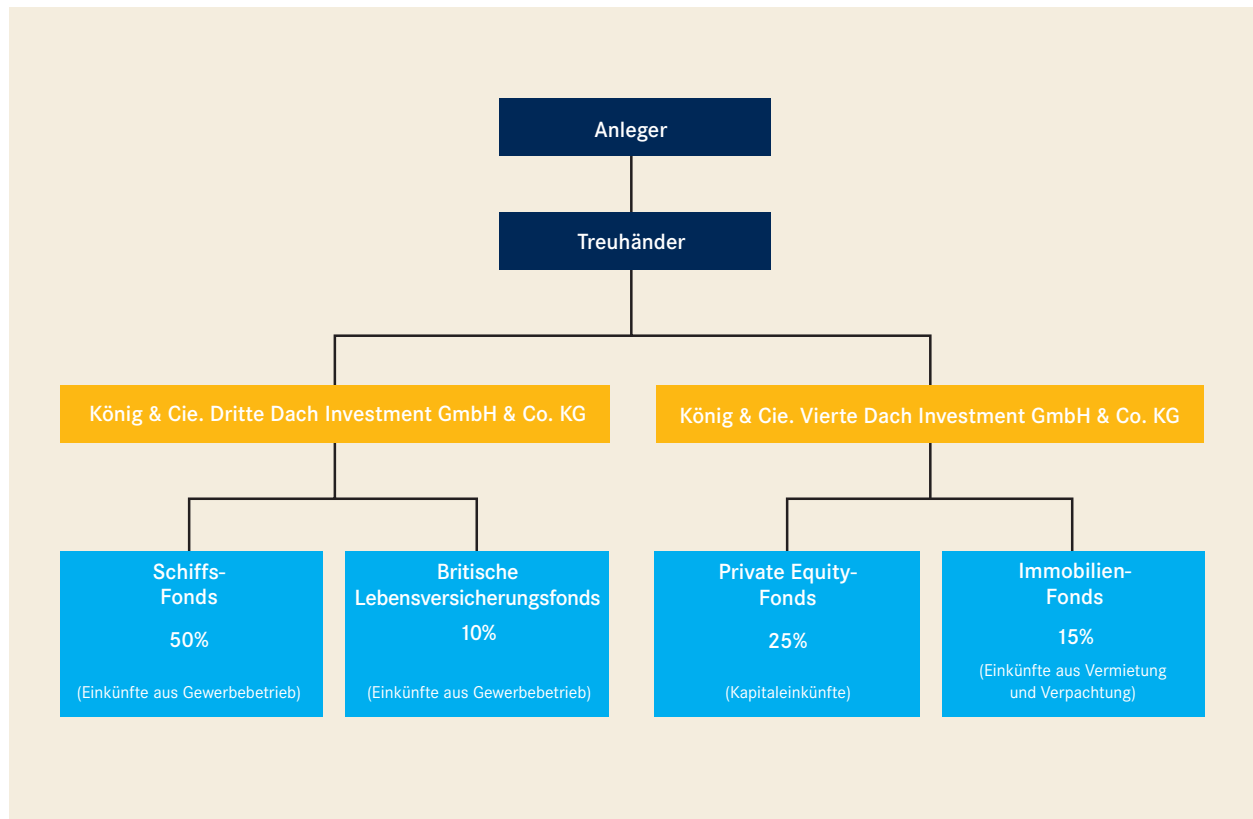 Anleger
Treuhänder
König & Cie. Dritte Dach Investment GmbH & Co. KG
König & Cie. Vierte Dach Investment GmbH & Co. KG
Schiffs-
Fonds
50%
(Einkünfte aus Gewerbebetrieb)
Britische
Lebensversicherungsfonds
10%
(Einkünfte aus Gewerbebetrieb)
Private Equity-
Fonds
25%
(Kapitaleinkünfte)
Immobilien-
Fonds
15%
(Einkünfte aus Vermietung
und Verpachtung)